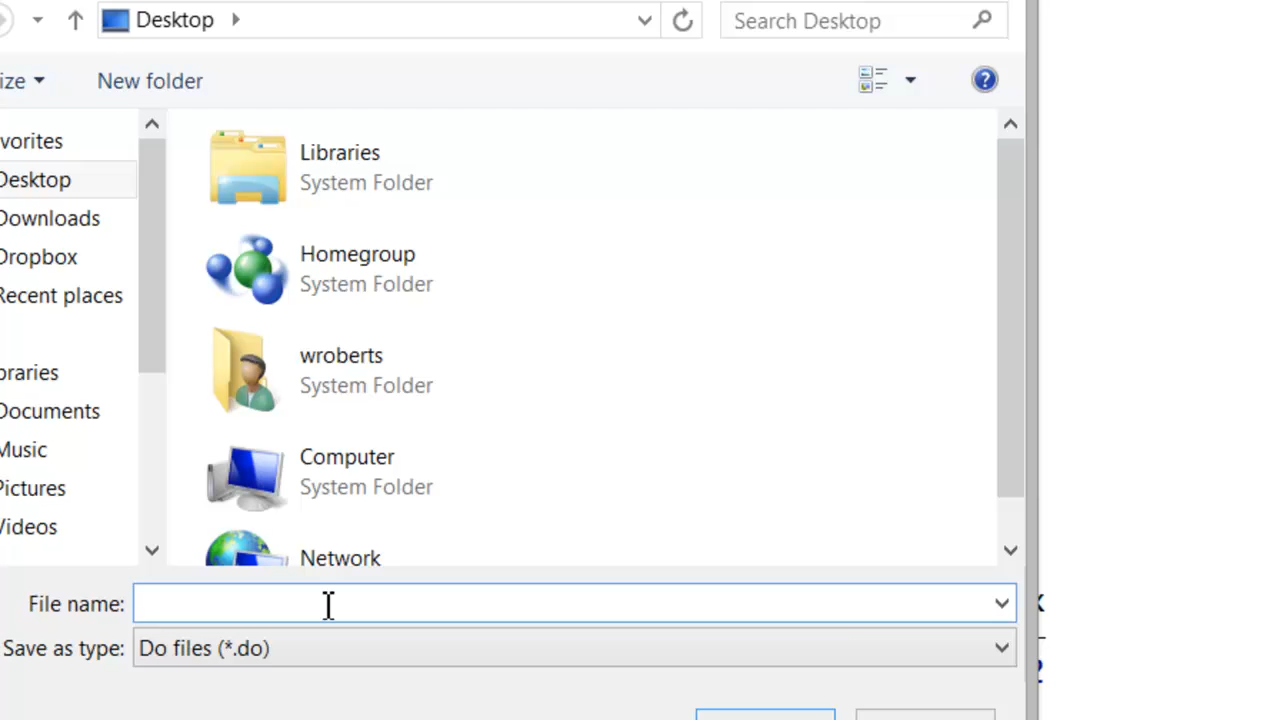 Desktop
Search Desktop
ize
New folder
vorites
Desktop
Downloads
Dropbox
Recent places
braries
Documents
Music
Pictures
Videos
Libraries
System Folder
Homegroup
System Folder
wroberts
System Folder
Computer
System Folder
Network
File name:
Save as type: Do files (*.do)